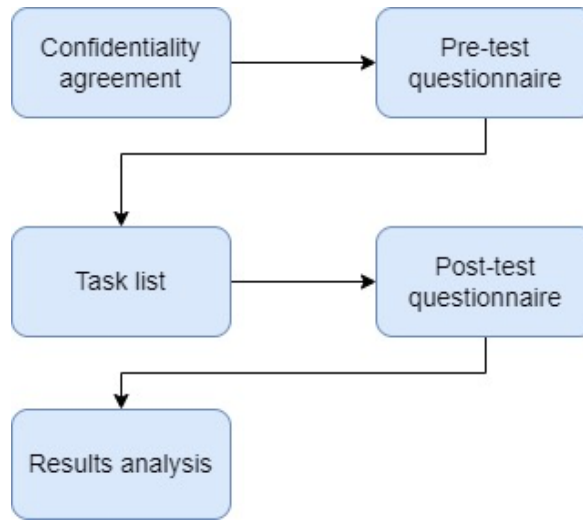 Confidentiality
agreement
Pre-test
questionnaire
Task list
Post-test
questionnaire
Results analysis